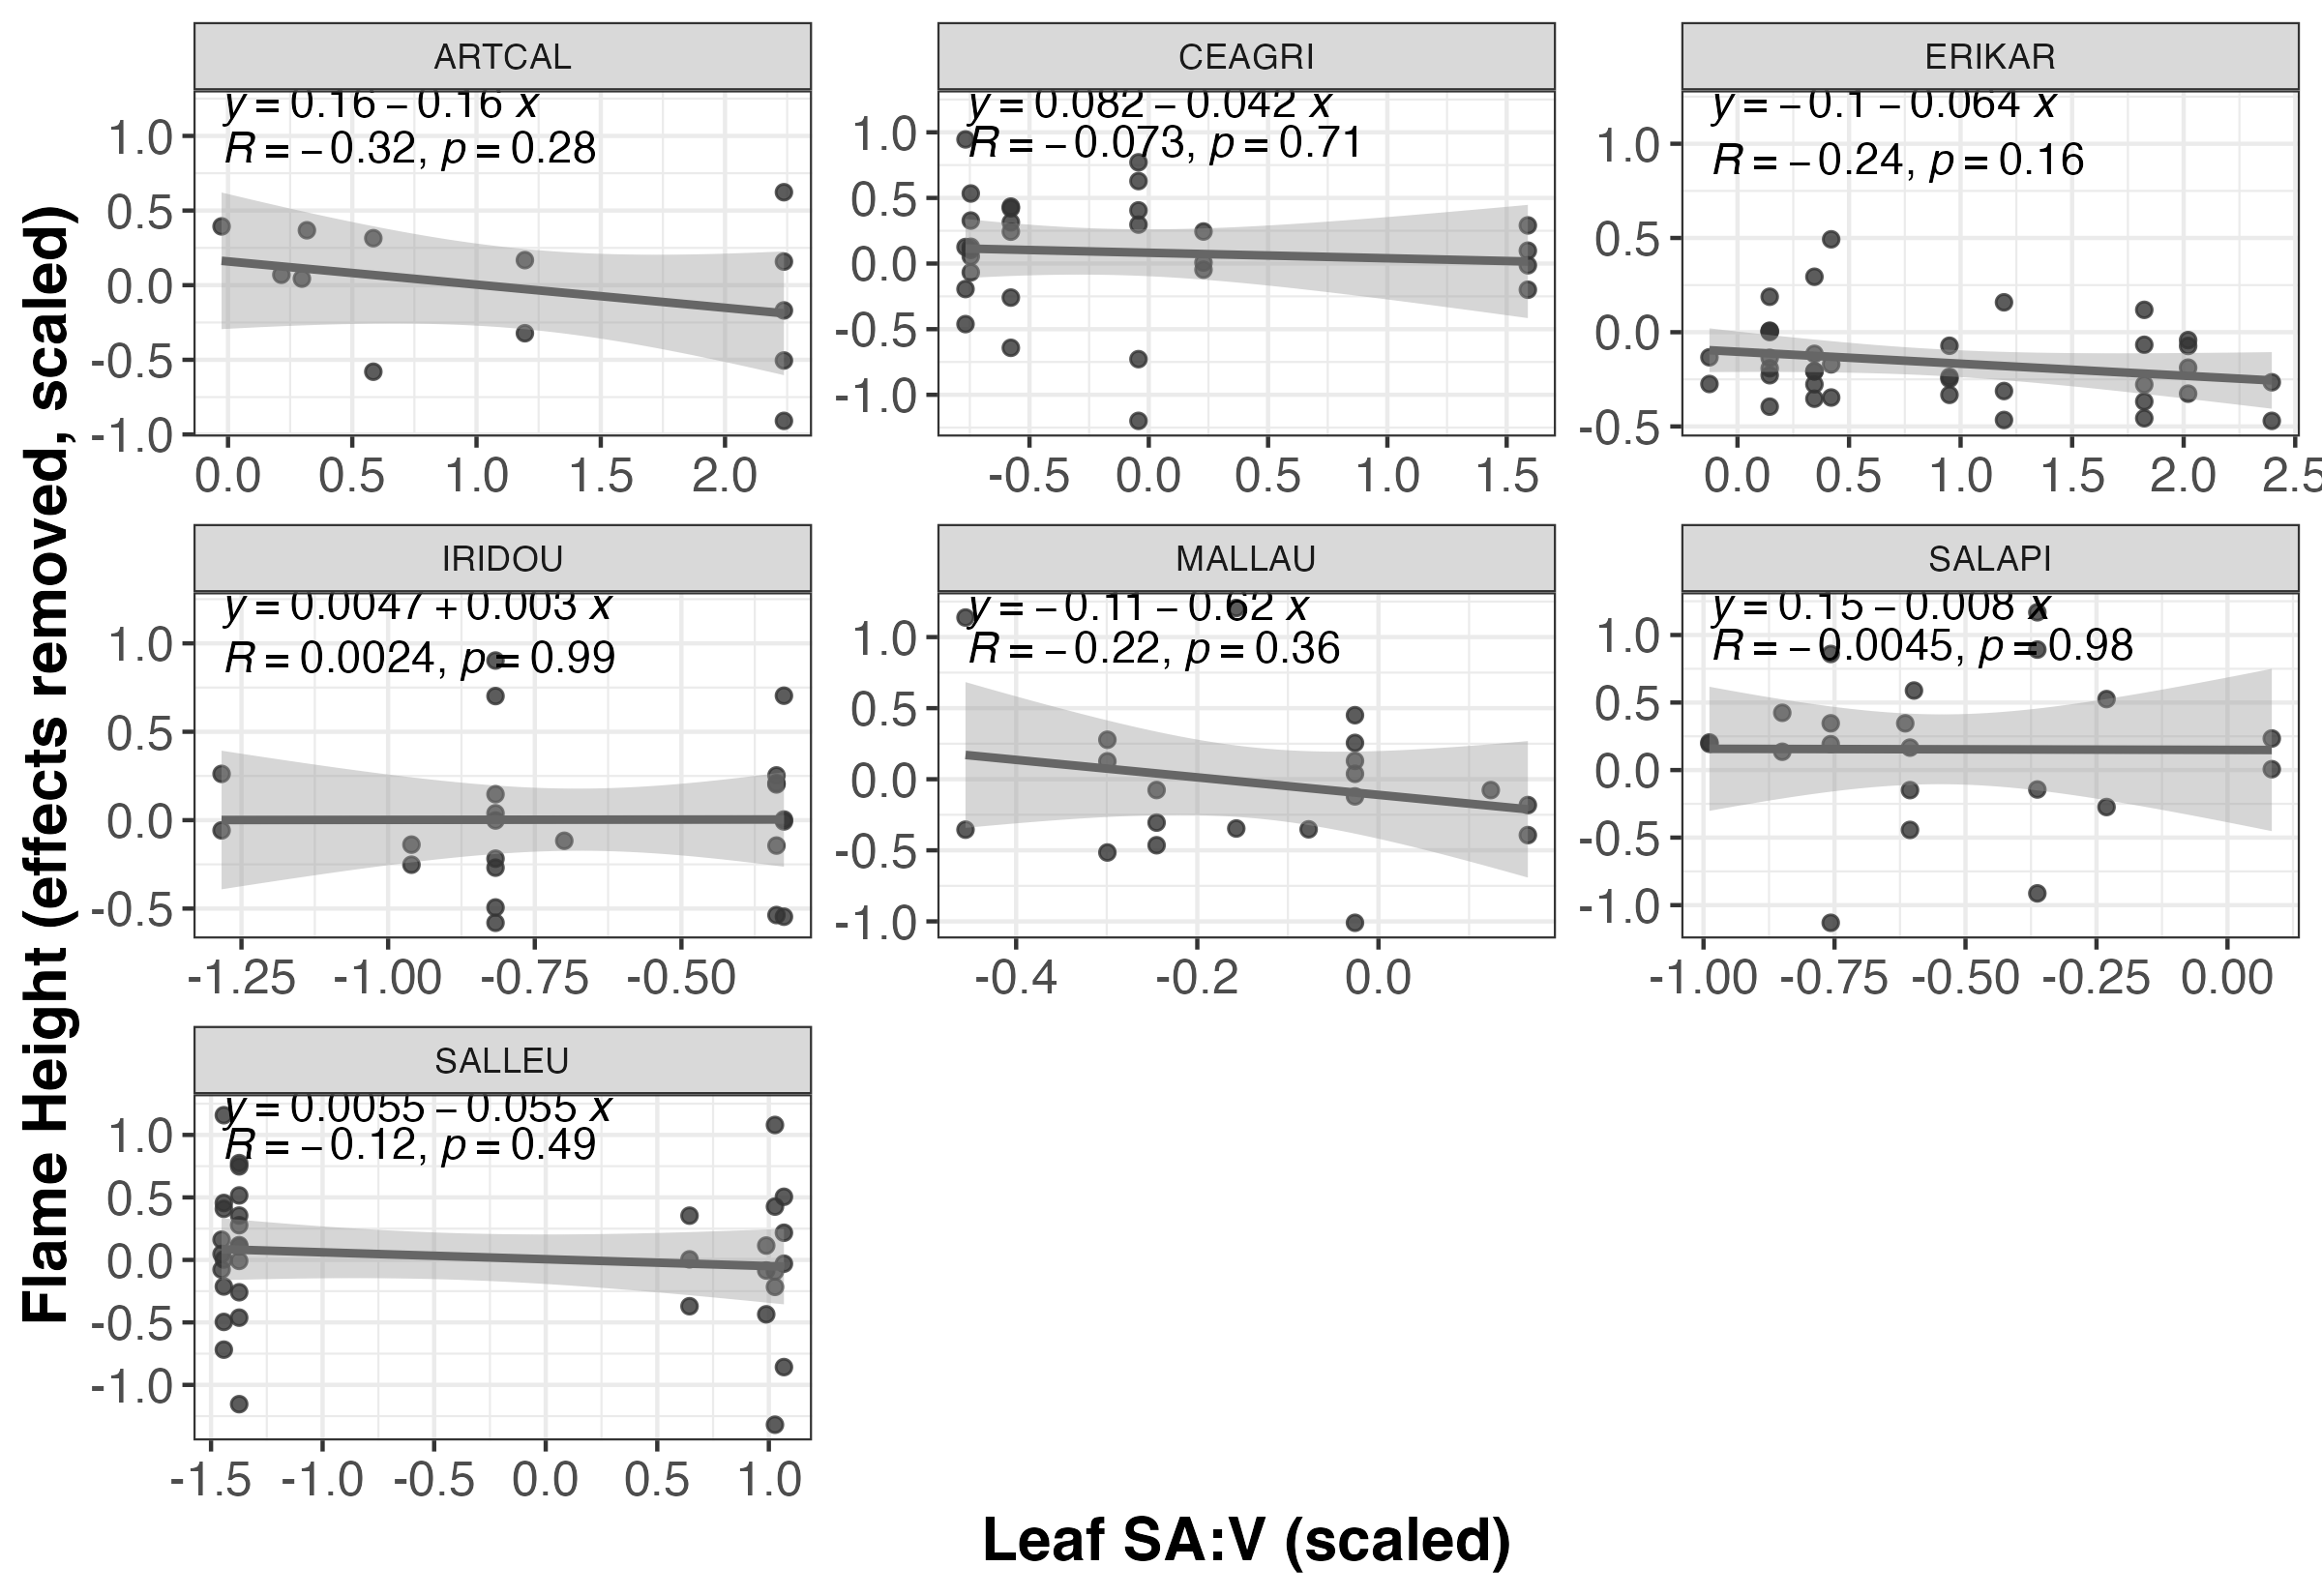 Flame Height (effects removed, scaled)
ARTCAL
y = 0.16 − 0.16 x
R = −0.32, p = 0.28
1.0
0.5
0.0
-0.5
-1.0
0.0 0.5 1.0 1.5 2.0
CEAGRI
y = 0.082 − 0.042 x
R = −0.073, p = 0.71
1.0
0.5
0.0
-0.5
-1.0
-0.5 0.0 0.5 1.0 1.5
ERIKAR
y = −0.1 − 0.064 x
R = −0.24, p = 0.16
1.0
0.5
0.0
-0.5
0.0 0.5 1.0 1.5 2.0 2.5
IRIDOU
y = 0.0047 + 0.003 x
R = 0.0024, p = 0.99
1.0
0.5
0.0
-0.5
-1.25 -1.00 -0.75 -0.50
MALLAU
y = −0.11 − 0.62 x
R = −0.22, p = 0.36
1.0
0.5
0.0
-0.5
-1.0
-0.4 -0.2 0.0
SALAPI
y = 0.15 − 0.008 x
R = −0.0045, p = 0.98
1.0
0.5
0.0
-0.5
-1.0
-1.00 -0.75 -0.50 -0.25 0.00
SALLEU
y = 0.0055 − 0.055 x
R = −0.12, p = 0.49
1.0
0.5
0.0
-0.5
-1.0
-1.5 -1.0 -0.5 0.0 0.5 1.0
Leaf SA:V (scaled)